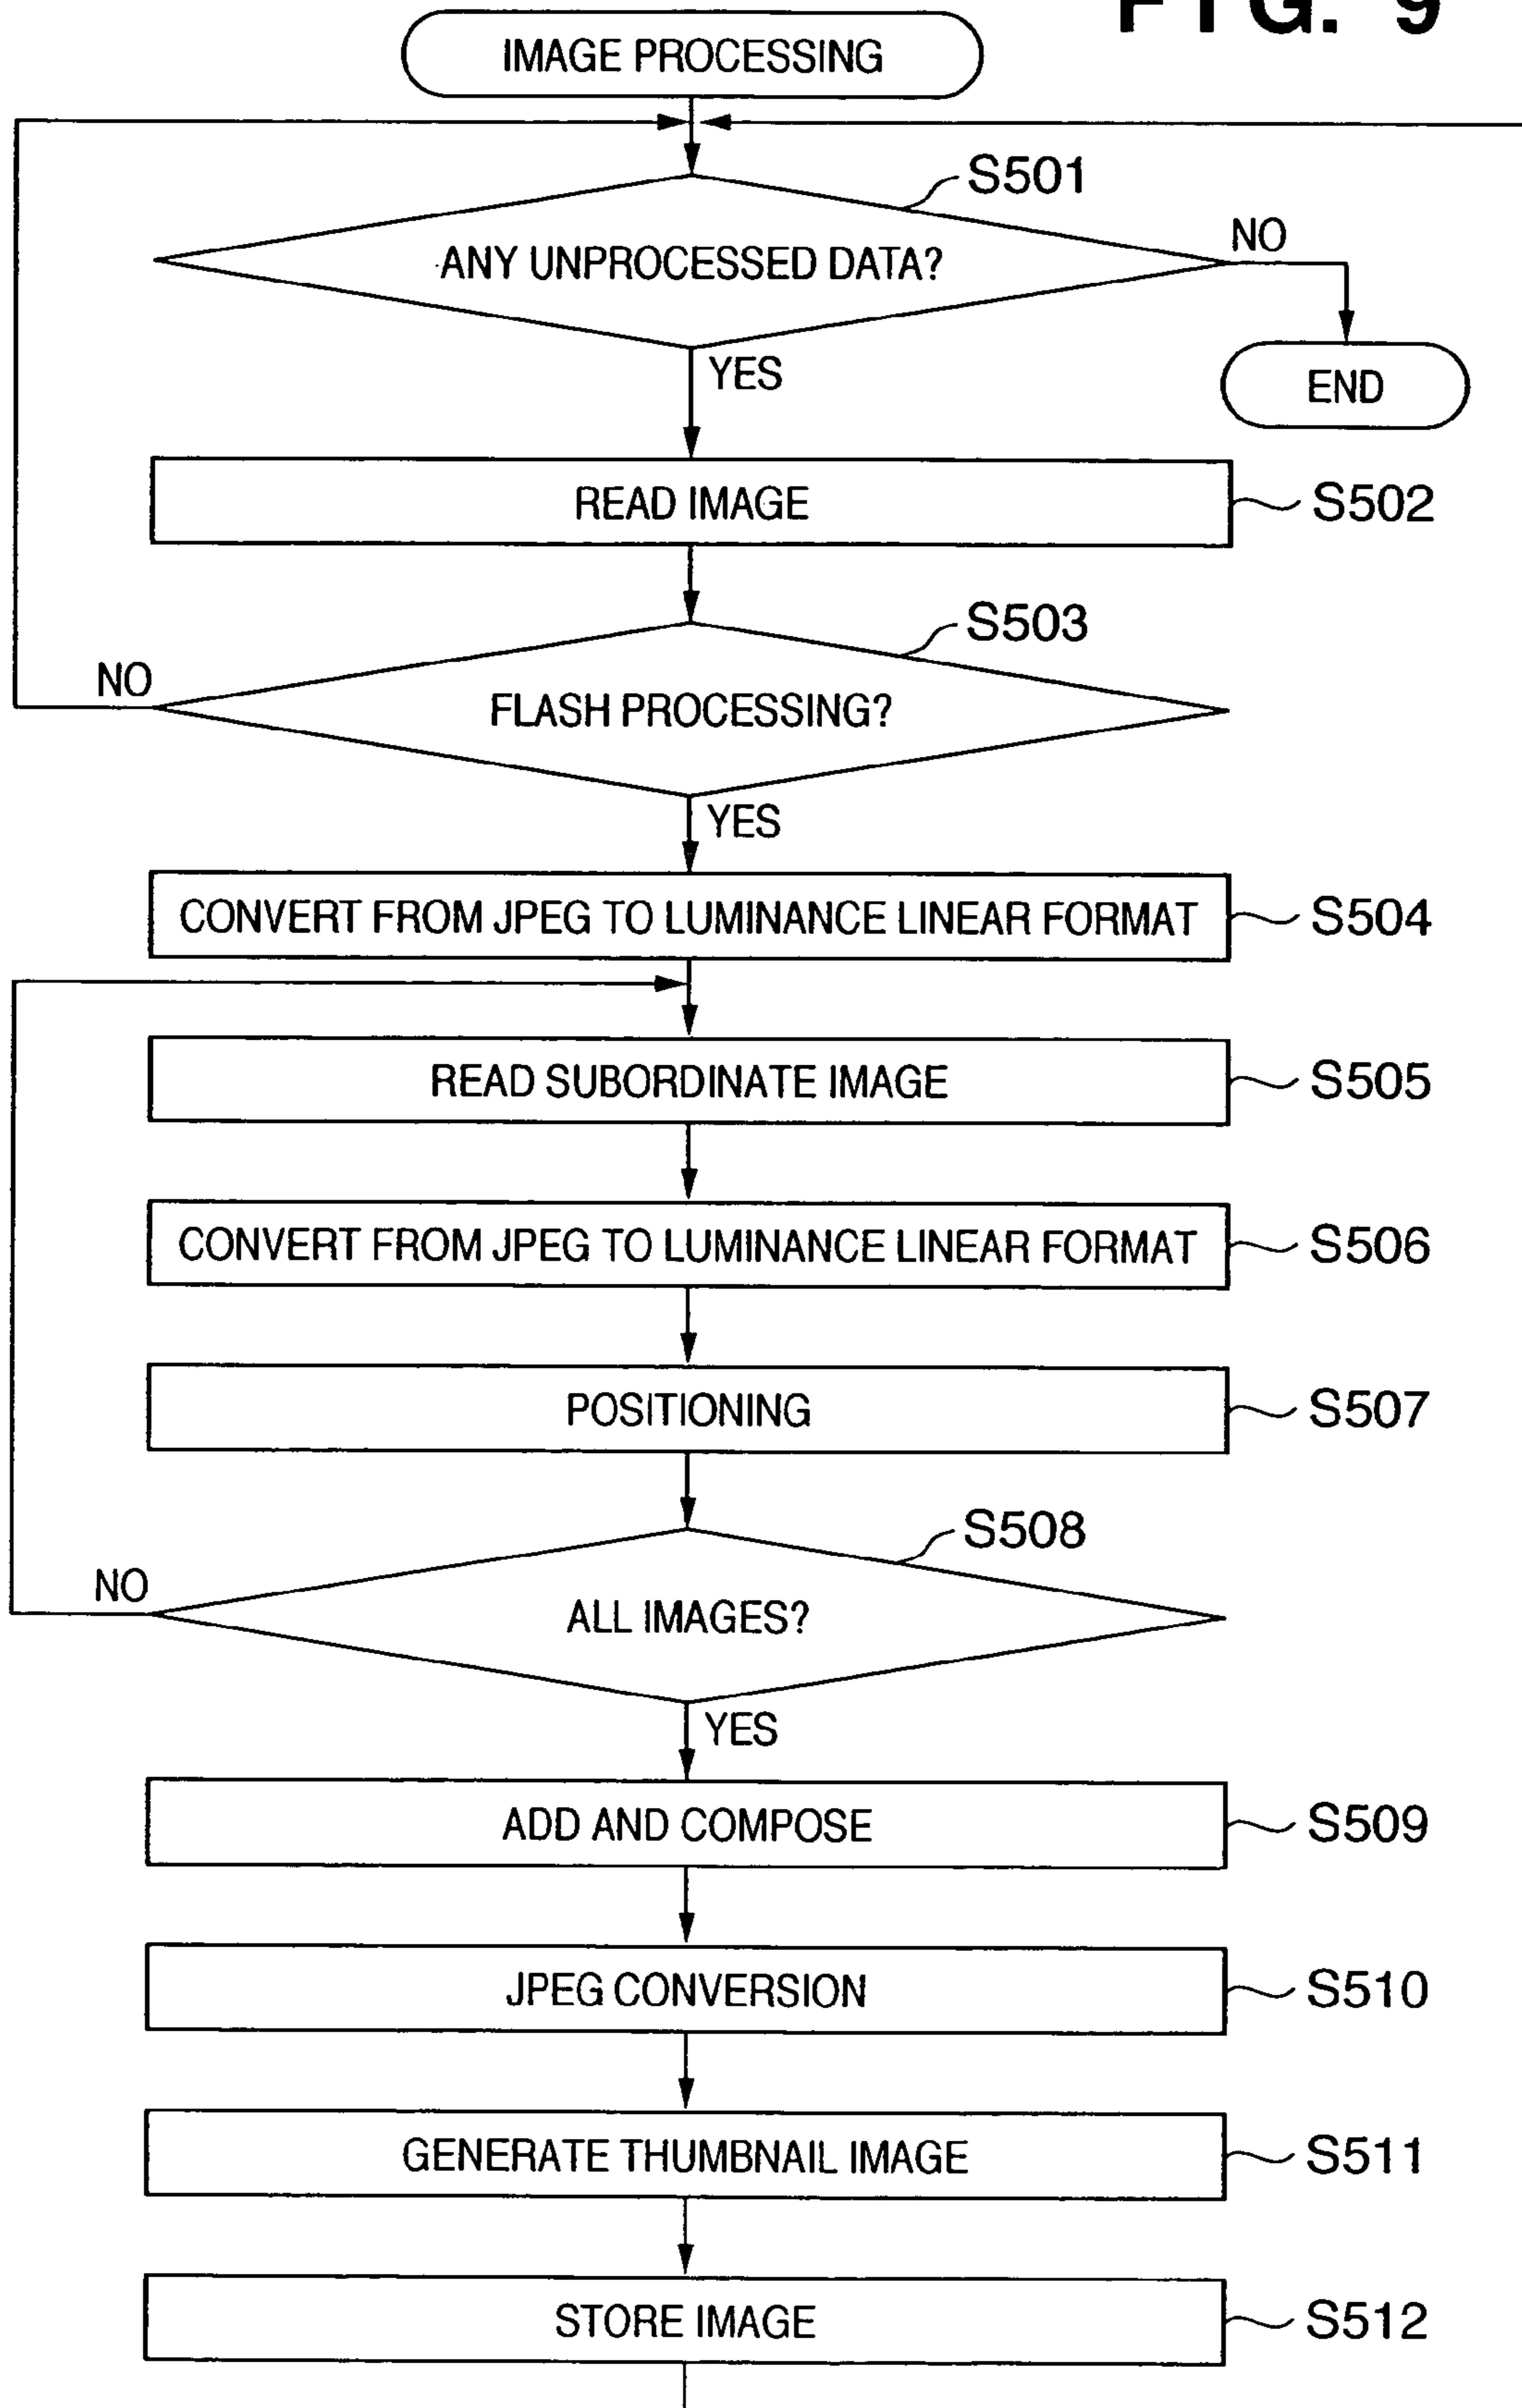 FIG. 9
IMAGE PROCESSING
S501
ANY UNPROCESSED DATA?
NO
YES
END
READ IMAGE
S502
S503
NO
FLASH PROCESSING?
YES
CONVERT FROM JPEG TO LUMINANCE LINEAR FORMAT
S504
READ SUBORDINATE IMAGE
S505
CONVERT FROM JPEG TO LUMINANCE LINEAR FORMAT
S506
POSITIONING
S507
S508
NO
ALL IMAGES?
YES
ADD AND COMPOSE
S509
JPEG CONVERSION
S510
GENERATE THUMBNAIL IMAGE
S511
STORE IMAGE
S512